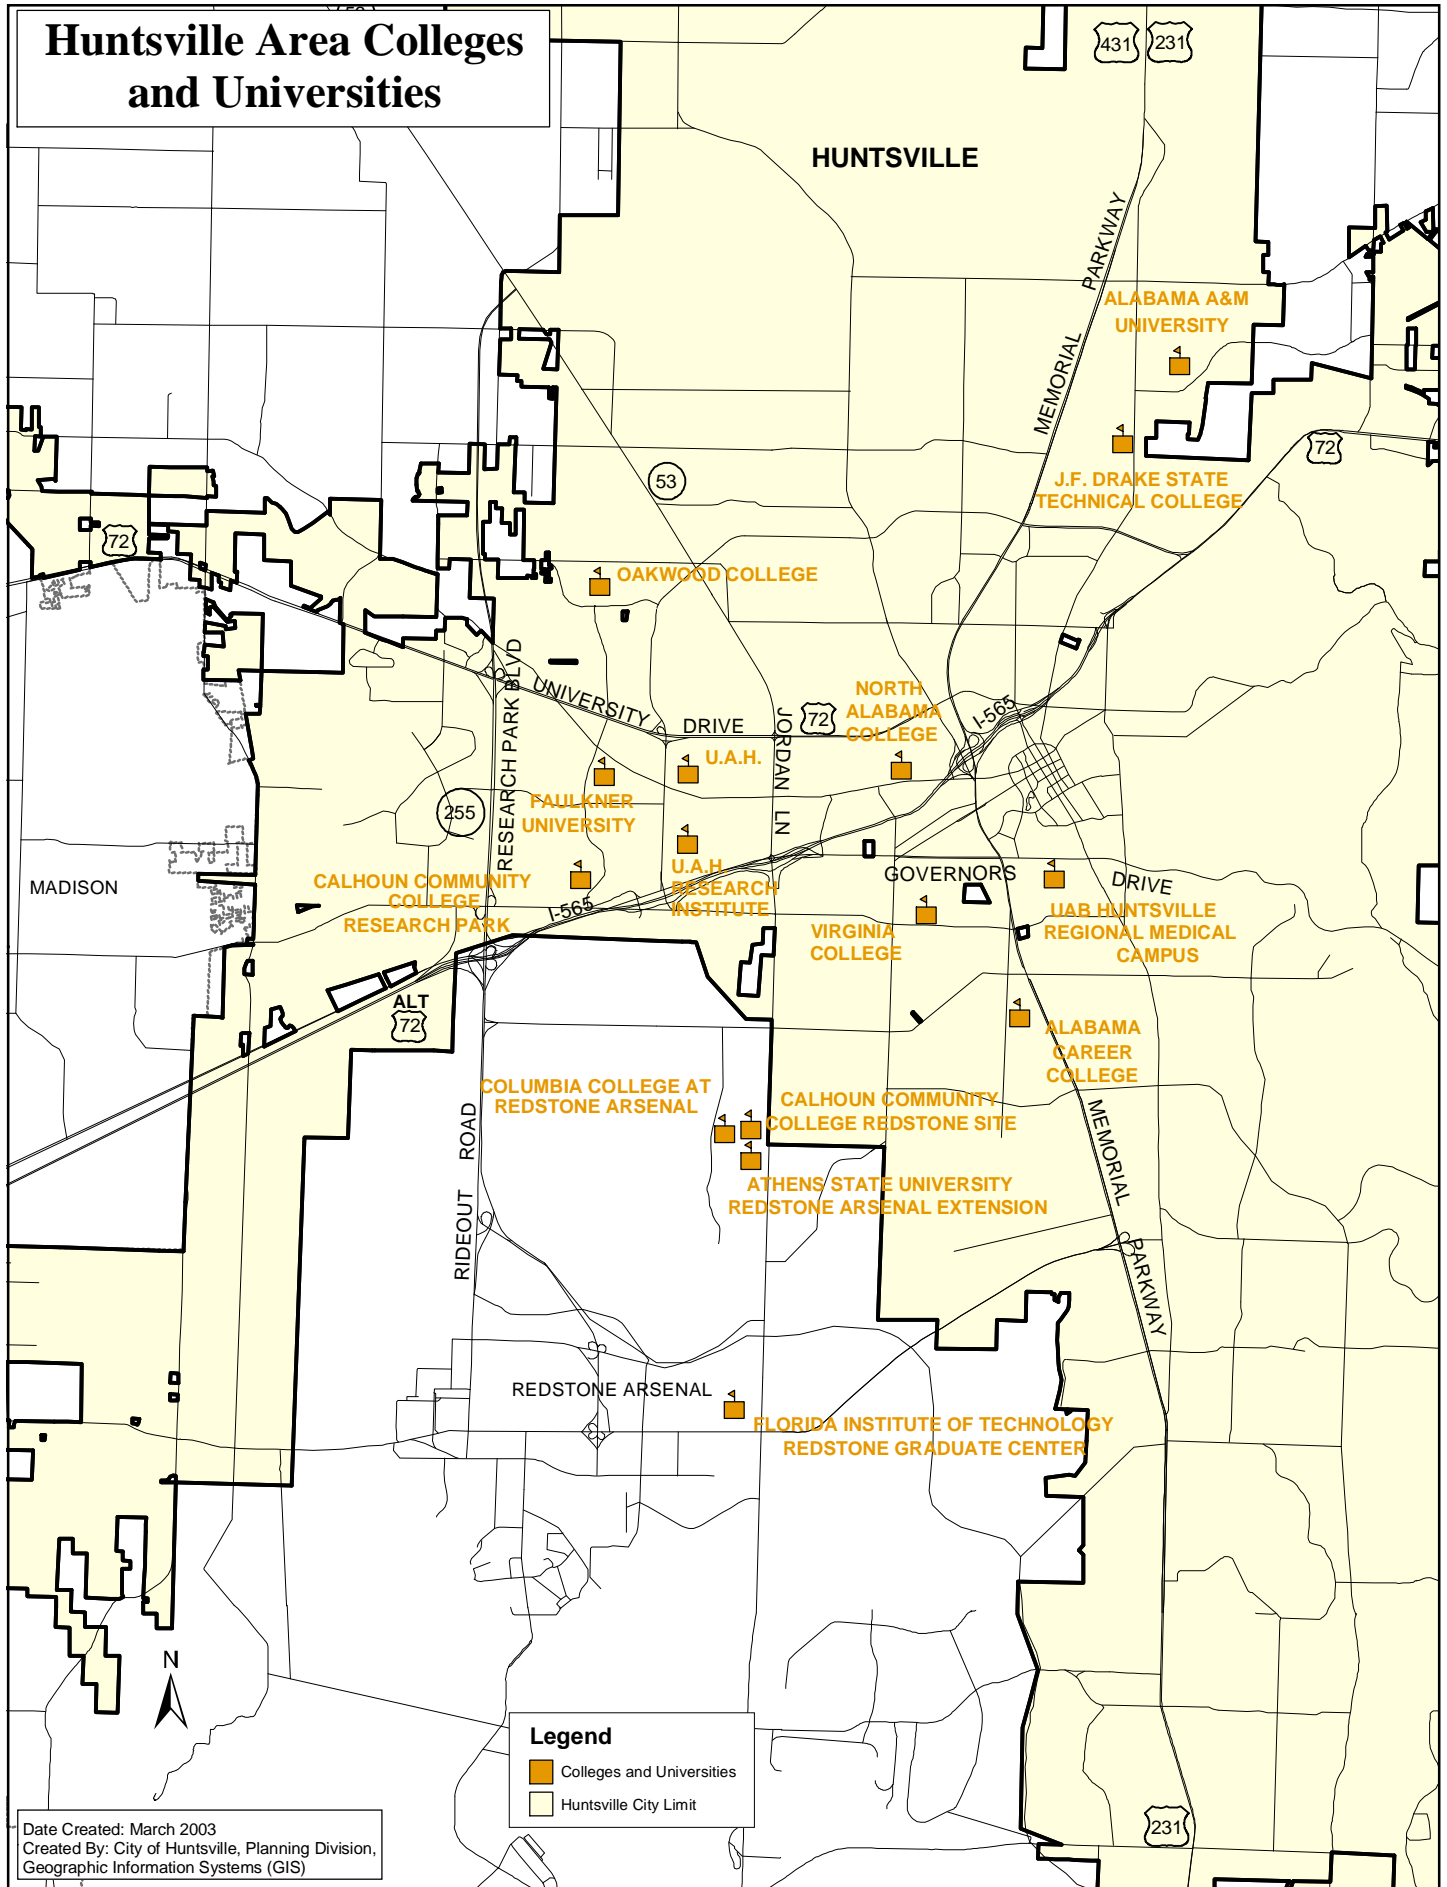 Huntsville Area Colleges
and Universities
431
231
HUNTSVILLE
MEMORIAL PARKWAY
ALABAMA A&M
UNIVERSITY
72
J.F. DRAKE STATE
TECHNICAL COLLEGE
53
72
OAKWOOD COLLEGE
RESEARCH PARK BLVD
UNIVERSITY DRIVE
72
JORDAN LN
NORTH
ALABAMA
COLLEGE
I-565
U.A.H.
FAULKNER
UNIVERSITY
255
MADISON
CALHOUN COMMUNITY
COLLEGE
RESEARCH PARK
I-565
U.A.H.
RESEARCH
INSTITUTE
GOVERNORS DRIVE
VIRGINIA
COLLEGE
UAB HUNTSVILLE
REGIONAL MEDICAL
CAMPUS
ALT
72
ALABAMA
CAREER
COLLEGE
COLUMBIA COLLEGE AT
REDSTONE ARSENAL
CALHOUN COMMUNITY
COLLEGE REDSTONE SITE
ATHENS STATE UNIVERSITY
REDSTONE ARSENAL EXTENSION
RIDEOUT ROAD
MEMORIAL PARKWAY
REDSTONE ARSENAL
FLORIDA INSTITUTE OF TECHNOLOGY
REDSTONE GRADUATE CENTER
N
Legend
Colleges and Universities
Huntsville City Limit
231
Date Created: March 2003
Created By: City of Huntsville, Planning Division,
Geographic Information Systems (GIS)